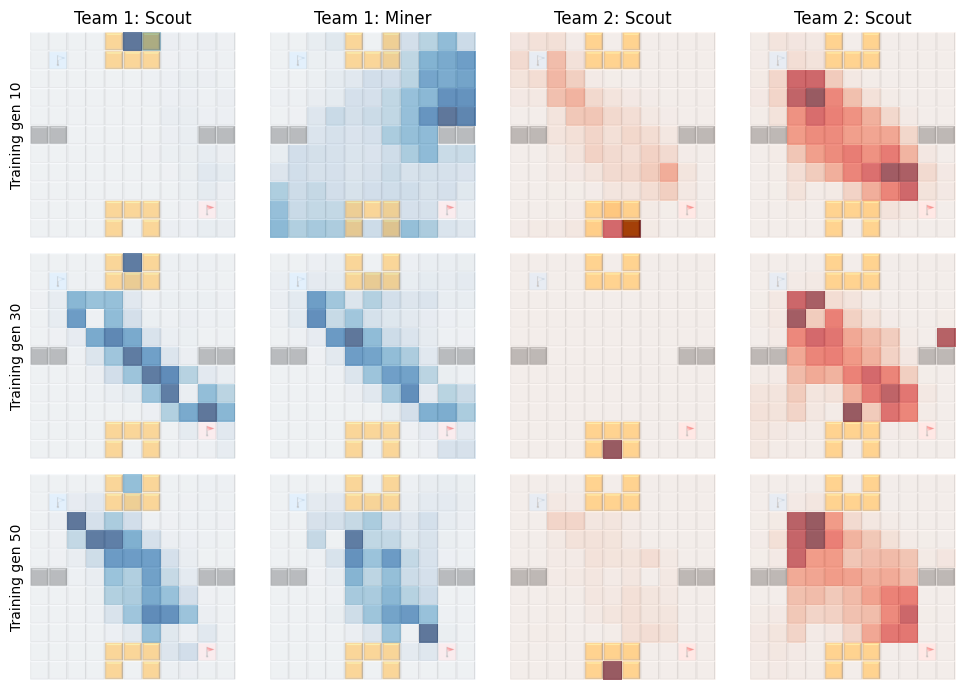 Team 1: Scout
Team 1: Miner
Team 2: Scout
Team 2: Scout
Training gen 10
Training gen 30
Training gen 50